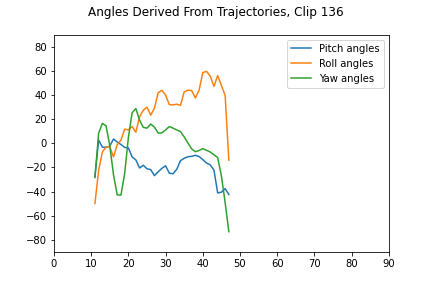 Angles Derived From Trajectories, Clip 136
Pitch angles
Roll angles
Yaw angles
80
60
40
20
0
−20
−40
−60
−80
0 10 20 30 40 50 60 70 80 90